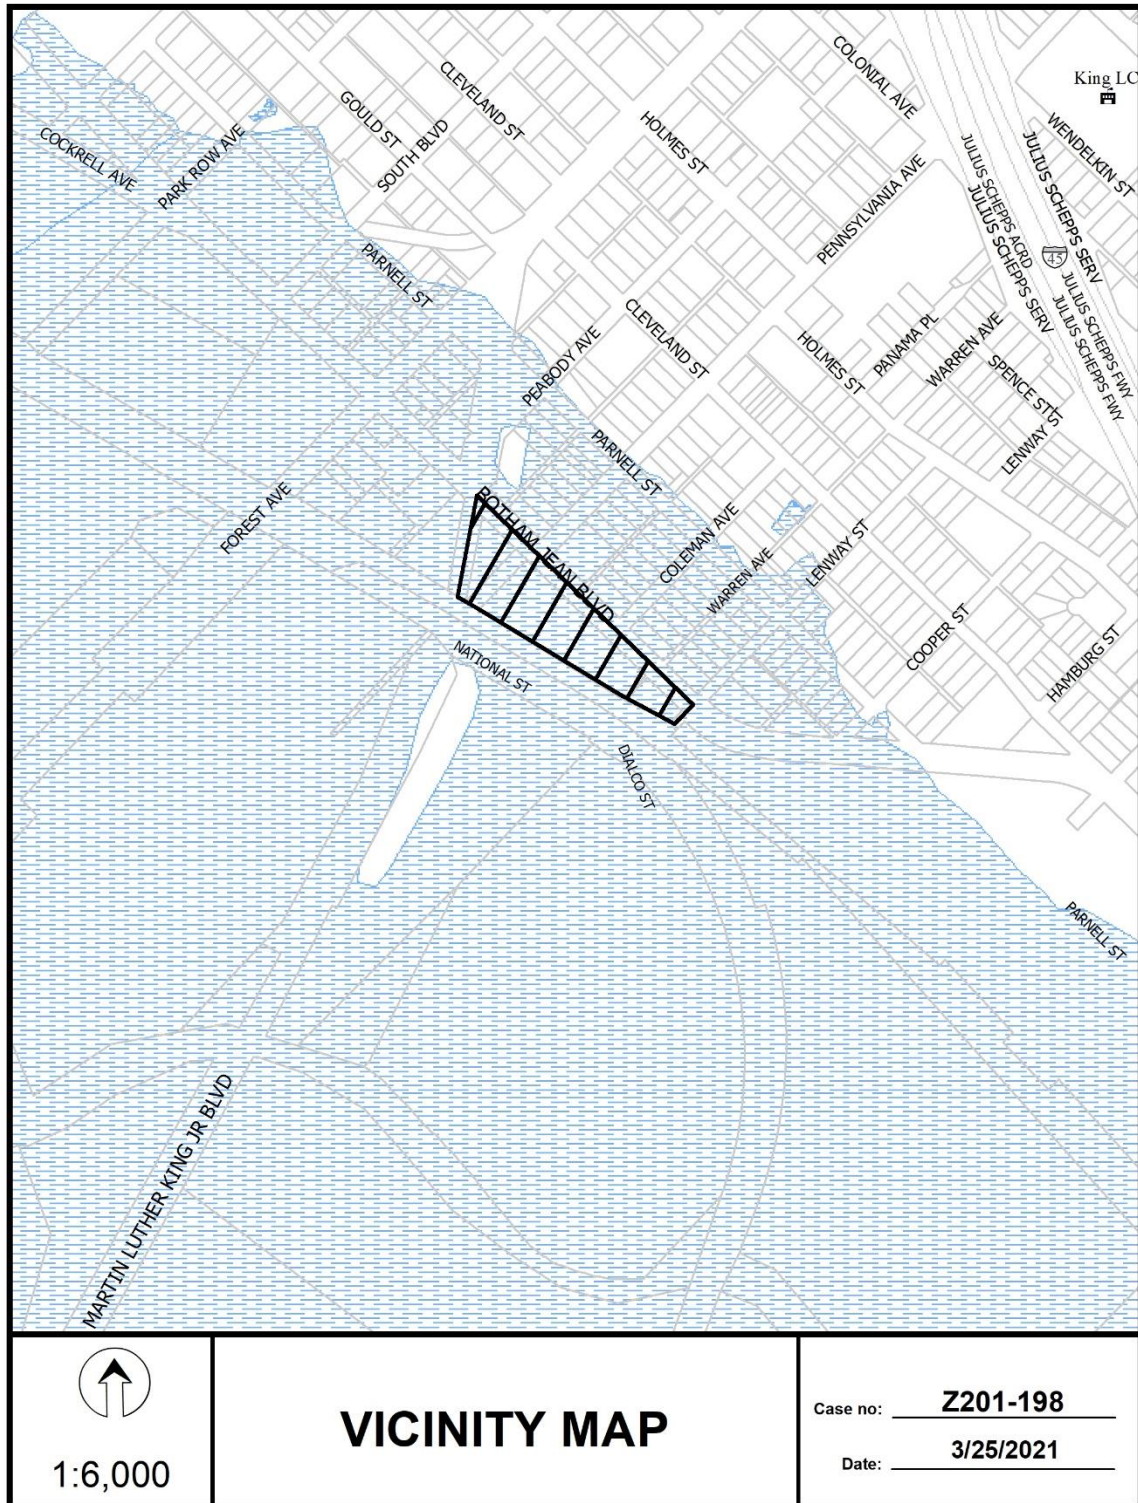 COLONIAL AVE
CLEVELAND ST
King LC
GOULD ST
SOUTH BLVD
HOLMES ST
WENDELKIN ST
COCKRELL AVE
PARK ROW AVE
JULIUS SCHEPPS SERV
JULIUS SCHEPPS ACRD
JULIUS SCHEPPS SERV
PENNSYLVANIA AVE
45
PARNELL ST
JULIUS SCHEPPS FWY
JULIUS SCHEPPS FWY
CLEVELAND ST
PEABODY AVE
HOLMES ST
PANAMA PL
WARREN AVE
SPENCE ST
LENWAY S
PARNELL ST
FOREST AVE
BOTHAM JEAN BLVD
COLEMAN AVE
WARREN AVE
LENWAY ST
COOPER ST
HAMBURG ST
NATIONAL ST
DIALCO ST
PARNELL ST
MARTIN LUTHER KING JR BLVD
1:6,000
VICINITY MAP
Case no: Z201-198
Date: 3/25/2021